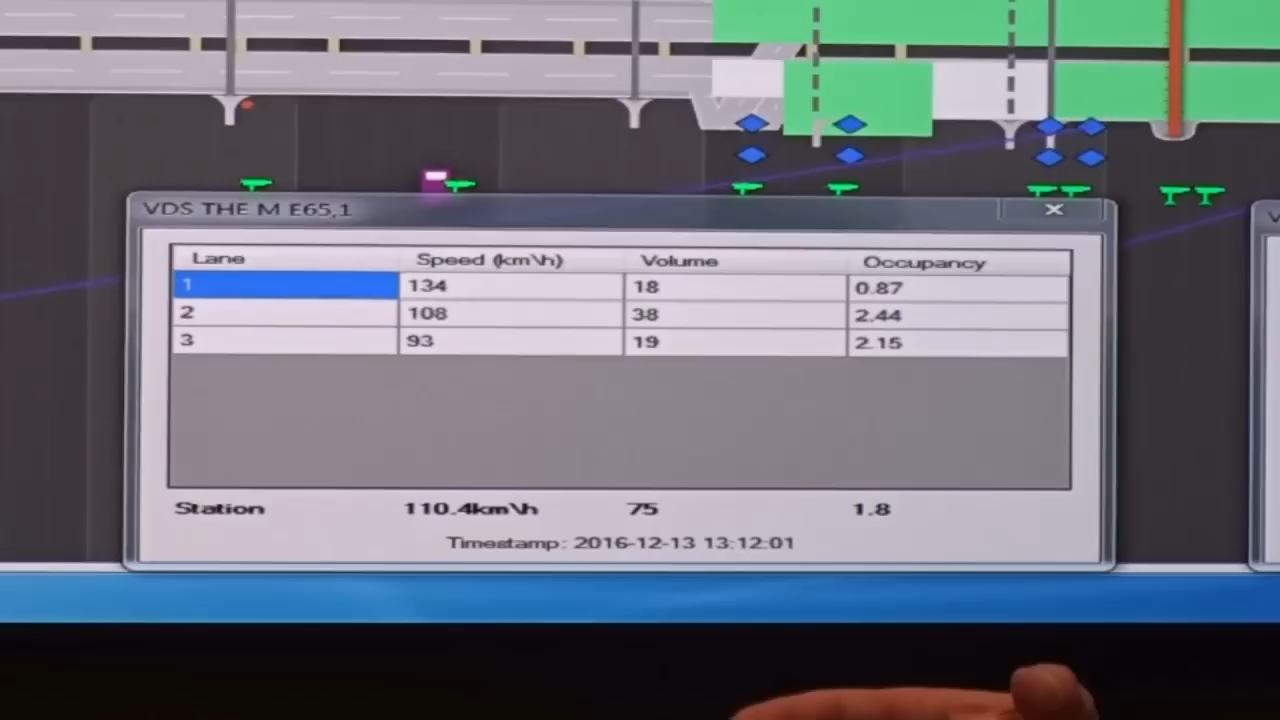 VDS THE M E65,1
Lane Speed (km\h) Volume Occupancy
1 134 18 0.87
2 108 38 2.44
3 93 19 2.15
Station 110.4km\h 75 1.8
Timestamp: 2016-12-13 13:12:01